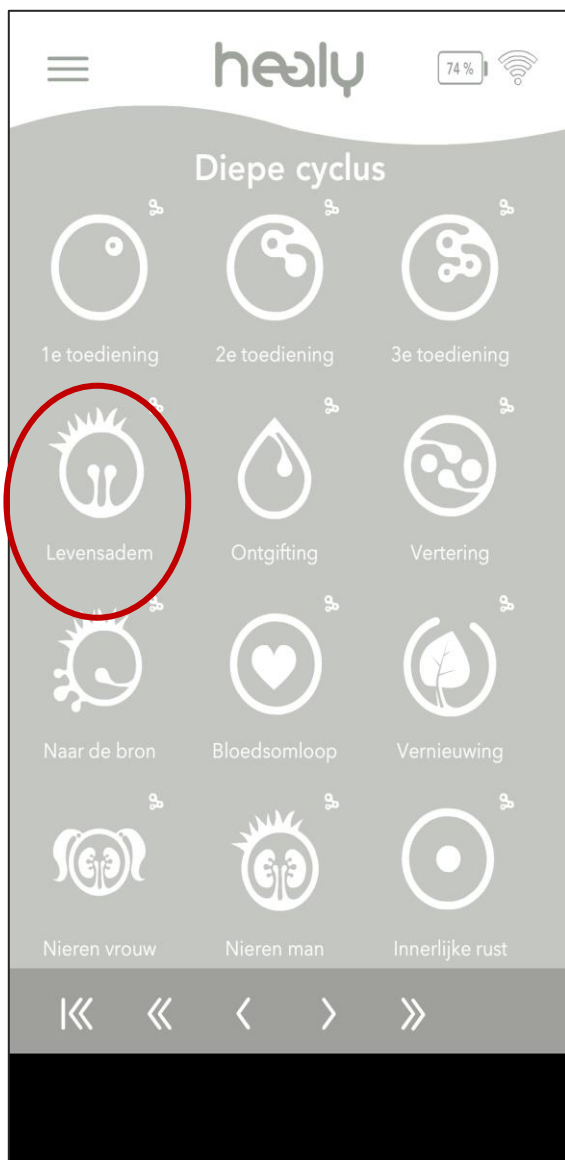 healy
74 %
Diepe cyclus
1e toediening 2e toediening 3e toediening
Levensadem Ontgifting Vertering
Naar de bron Bloedsomloop Vernieuwing
Nieren vrouw Nieren man Innerlijke rust